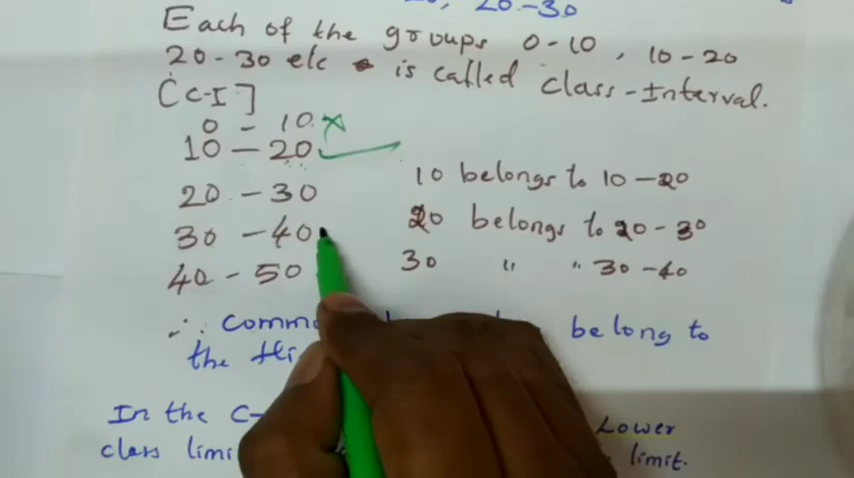 20.-30
Each of the groups 0-10, 10-20
20-30 etc is called class-Interval.
[C-I]
0 - 10
10 - 20
20 - 30
30 - 40
40 - 50
10 belongs to 10-20
20 belongs to 20-30
30 " " 30-40
∴ belong to
the
In the C- Lower
class limit.